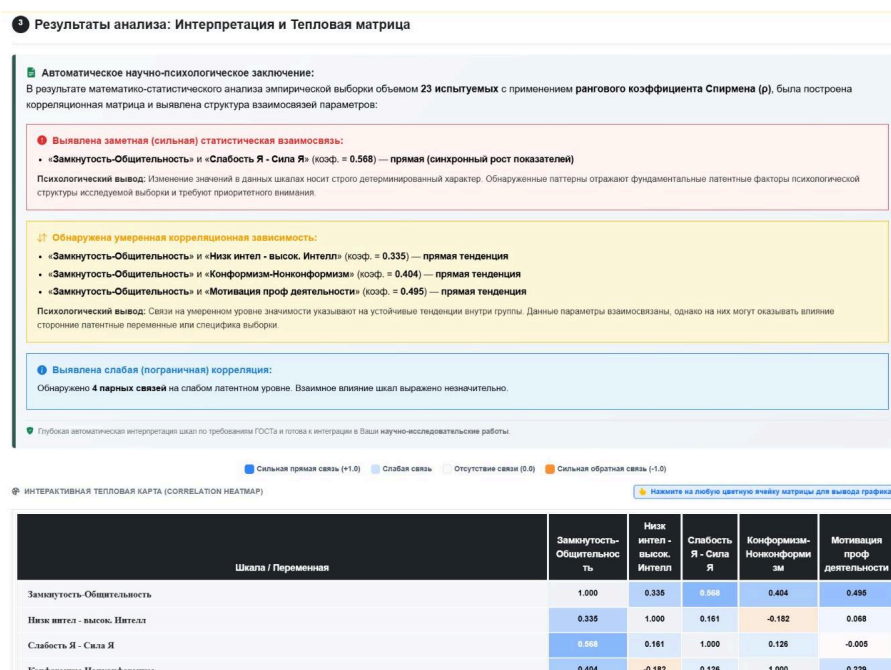 3 Результаты анализа: Интерпретация и Тепловая матрица
Автоматическое научно-психологическое заключение:
В результате математико-статистического анализа эмпирической выборки объемом 23 испытуемых с применением рангового коэффициента Спирмена (ρ), была построена
корреляционная матрица и выявлена структура взаимосвязей параметров:
Выявлена заметная (сильная) статистическая взаимосвязь:
• «Замкнутость-Общительность» и «Слабость Я - Сила Я» (коэф. = 0.568) — прямая (синхронный рост показателей)
Психологический вывод: Изменение значений в данных шкалах носит строго детерминированный характер. Обнаруженные паттерны отражают фундаментальные латентные факторы психологической
структуры исследуемой выборки и требуют приоритетного внимания.
Обнаружена умеренная корреляционная зависимость:
• «Замкнутость-Общительность» и «Низк интел - высок. Интелл» (коэф. = 0.335) — прямая тенденция
• «Замкнутость-Общительность» и «Конформизм-Нонконформизм» (коэф. = 0.404) — прямая тенденция
• «Замкнутость-Общительность» и «Мотивация проф деятельности» (коэф. = 0.495) — прямая тенденция
Психологический вывод: Связи на умеренном уровне значимости указывают на устойчивые тенденции внутри группы. Данные параметры взаимосвязаны, однако на них могут оказывать влияние
сторонние латентные переменные или специфика выборки.
Выявлена слабая (пограничная) корреляция:
Обнаружено 4 парных связей на слабом латентном уровне. Взаимное влияние шкал выражено незначительно.
Глубокая автоматическая интерпретация шкал по требованиям ГОСТа и готова к интеграции в Ваши научно-исследовательские работы.
Сильная прямая связь (+1.0) Слабая связь Отсутствие связи (0.0) Сильная обратная связь (-1.0)
ИНТЕРАКТИВНАЯ ТЕПЛОВАЯ КАРТА (CORRELATION HEATMAP)
Нажмите на любую цветную ячейку матрицы для вывода графика
Шкала / Переменная
Замкнутость-
Общительнос
ть
Низк
интел -
высок.
Интелл
Слабость
Я - Сила
Я
Конформизм-
Нонконформи
зм
Мотивация
проф
деятельности
Замкнутость-Общительность 1.000 0.335 0.568 0.404 0.495
Низк интел - высок. Интелл 0.335 1.000 0.161 -0.182 0.068
Слабость Я - Сила Я 0.568 0.161 1.000 0.126 -0.005
Конформизм-Нонконформизм 0.404 -0.182 0.126 1.000 0.229